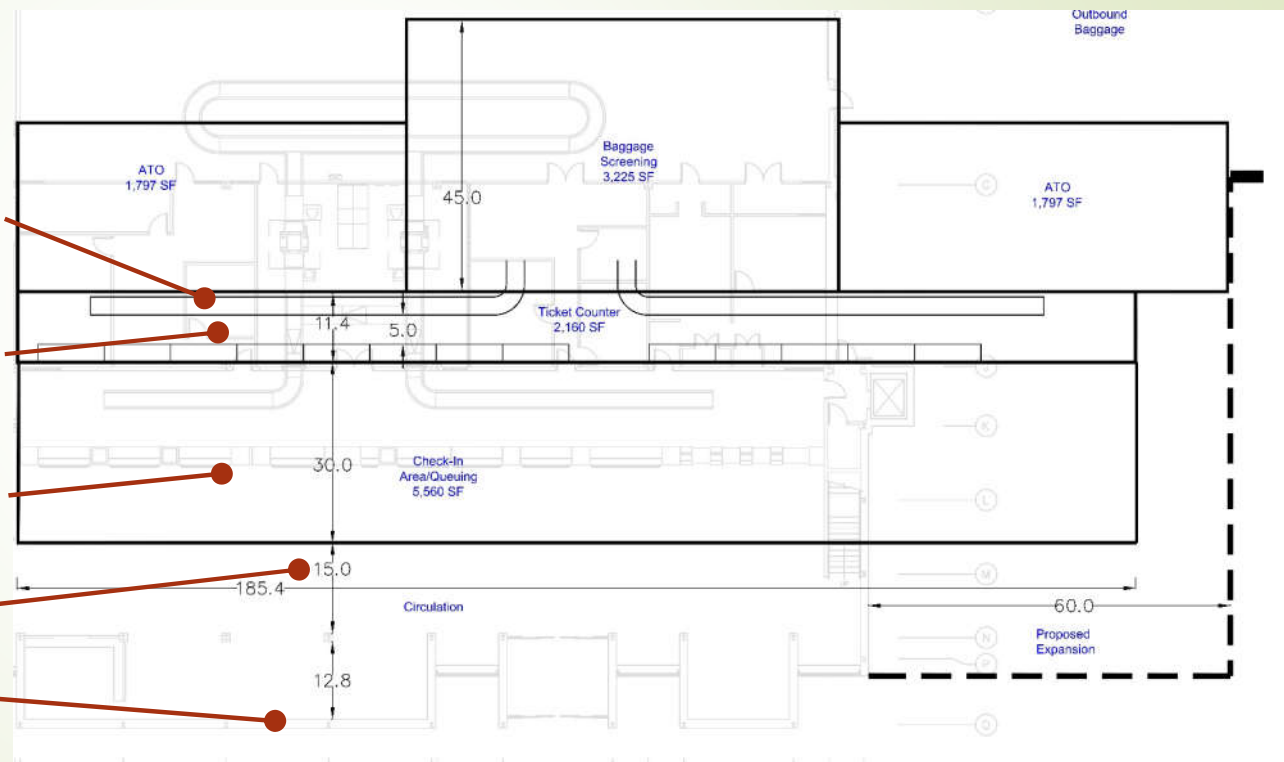 Outbound
Baggage
Baggage
Screening
3,225 SF
ATO
1,797 SF
ATO
1,797 SF
45.0
G
Ticket Counter
2,160 SF
11.4
5.0
J
K
Check-In
Area/Queuing
5,560 SF
30.0
L
15.0
M
185.4
Circulation
60.0
N
Proposed
Expansion
P
12.8
Q